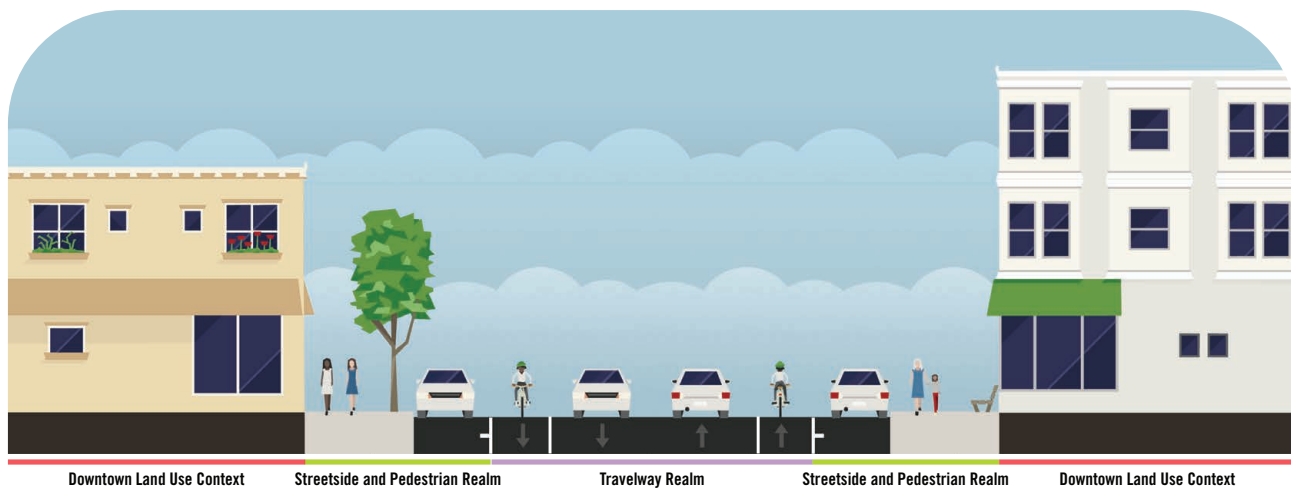 Downtown Land Use Context
Streetside and Pedestrian Realm
Travelway Realm
Streetside and Pedestrian Realm
Downtown Land Use Context